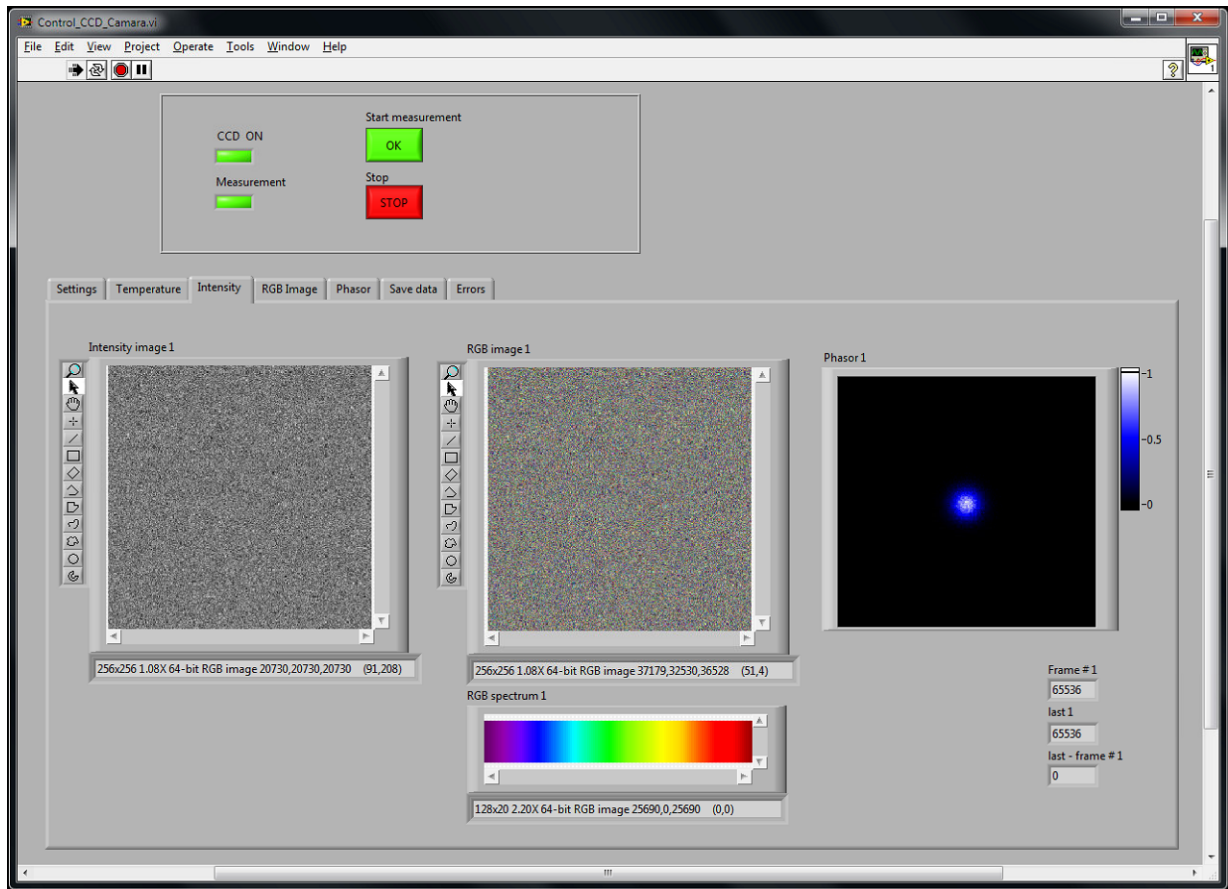 Control_CCD_Camara.vi
File Edit View Project Operate Tools Window Help
1
CCD ON
Start measurement
OK
Measurement
Stop
STOP
Settings Temperature Intensity RGB Image Phasor Save data Errors
Intensity image 1
RGB image 1
Phasor 1
-1
-0.5
-0
256x256 1.08X 64-bit RGB image 20730,20730,20730 (91,208)
256x256 1.08X 64-bit RGB image 37179,32530,36528 (51,4)
RGB spectrum 1
128x20 2.20X 64-bit RGB image 25690,0,25690 (0,0)
Frame # 1
65536
last 1
65536
last - frame # 1
0